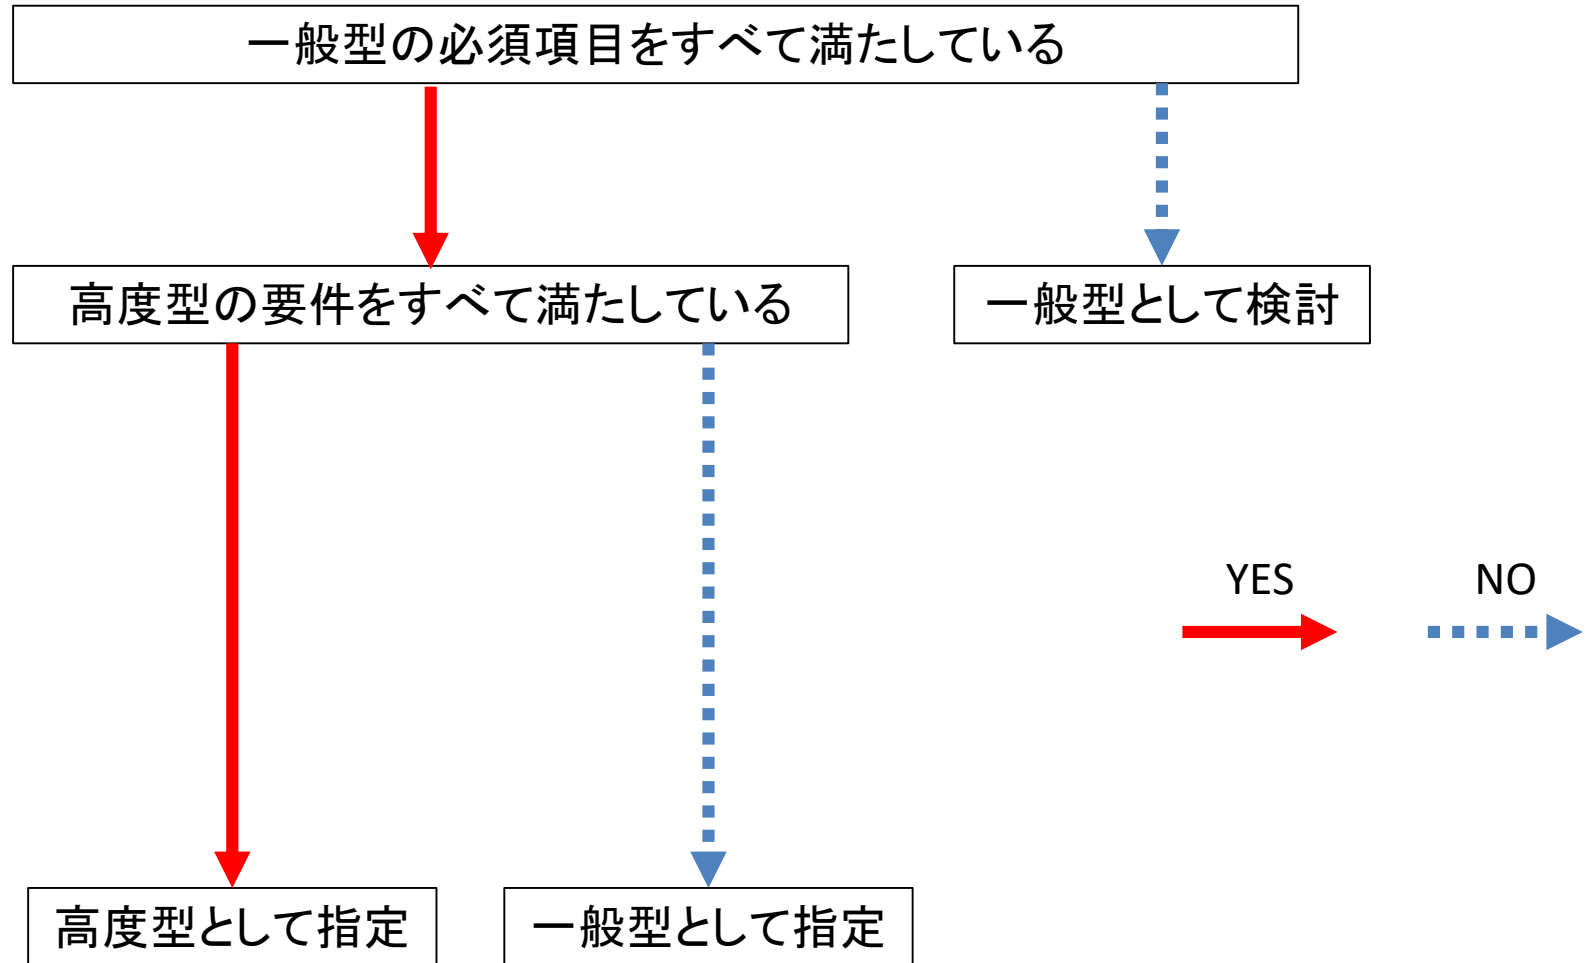 一般型の必須項目をすべて満たしている
高度型の要件をすべて満たしている
一般型として検討
YES
NO
高度型として指定
一般型として指定